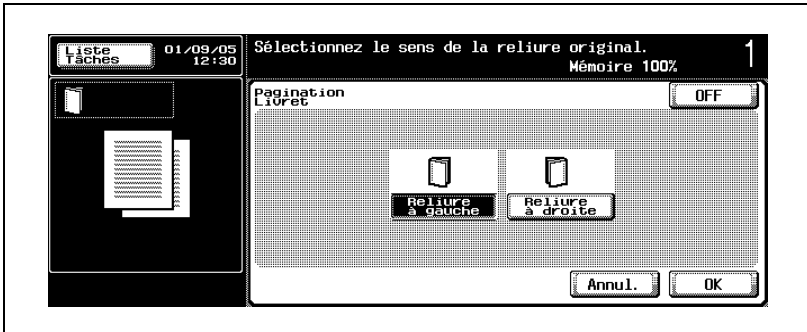 Liste
Tâches
01/09/05
12:30
Sélectionnez le sens de la reliure original.
Mémoire 100%
1
Pagination
Livret
OFF
Reliure
à gauche
Reliure
à droite
Annul.
OK